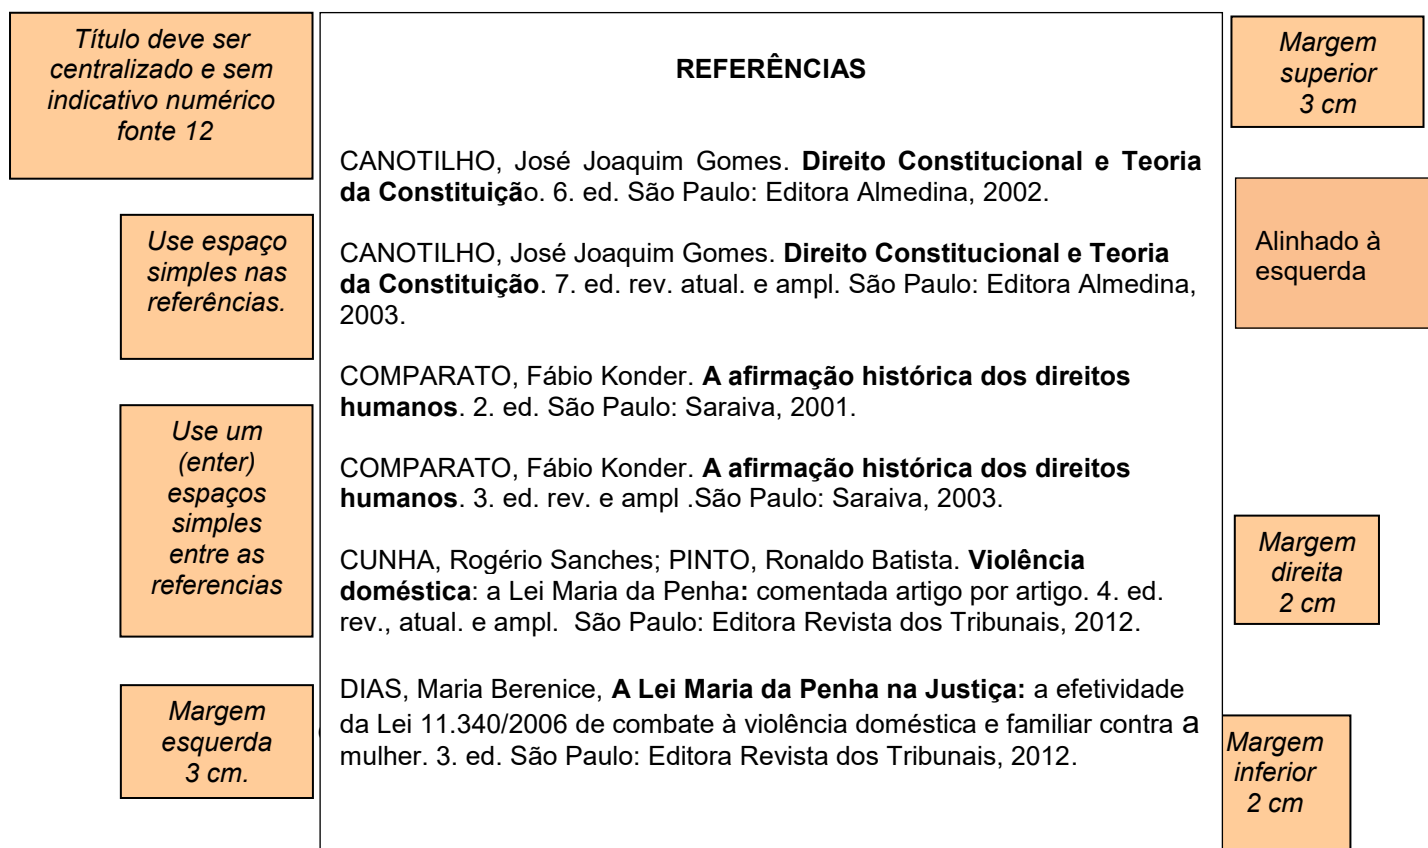 Título deve ser
centralizado e sem
indicativo numérico
fonte 12
REFERÊNCIAS
Margem
superior
3 cm
CANOTILHO, José Joaquim Gomes. Direito Constitucional e Teoria
da Constituição. 6. ed. São Paulo: Editora Almedina, 2002.
Use espaço
simples nas
referências.
CANOTILHO, José Joaquim Gomes. Direito Constitucional e Teoria
da Constituição. 7. ed. rev. atual. e ampl. São Paulo: Editora Almedina,
2003.
Alinhado à
esquerda
COMPARATO, Fábio Konder. A afirmação histórica dos direitos
humanos. 2. ed. São Paulo: Saraiva, 2001.
Use um
(enter)
espaços
simples
entre as
referencias
COMPARATO, Fábio Konder. A afirmação histórica dos direitos
humanos. 3. ed. rev. e ampl .São Paulo: Saraiva, 2003.
CUNHA, Rogério Sanches; PINTO, Ronaldo Batista. Violência
doméstica: a Lei Maria da Penha: comentada artigo por artigo. 4. ed.
rev., atual. e ampl.  São Paulo: Editora Revista dos Tribunais, 2012.
Margem
direita
2 cm
Margem
esquerda
3 cm.
DIAS, Maria Berenice, A Lei Maria da Penha na Justiça: a efetividade
da Lei 11.340/2006 de combate à violência doméstica e familiar contra a
mulher. 3. ed. São Paulo: Editora Revista dos Tribunais, 2012.
Margem
inferior
2 cm